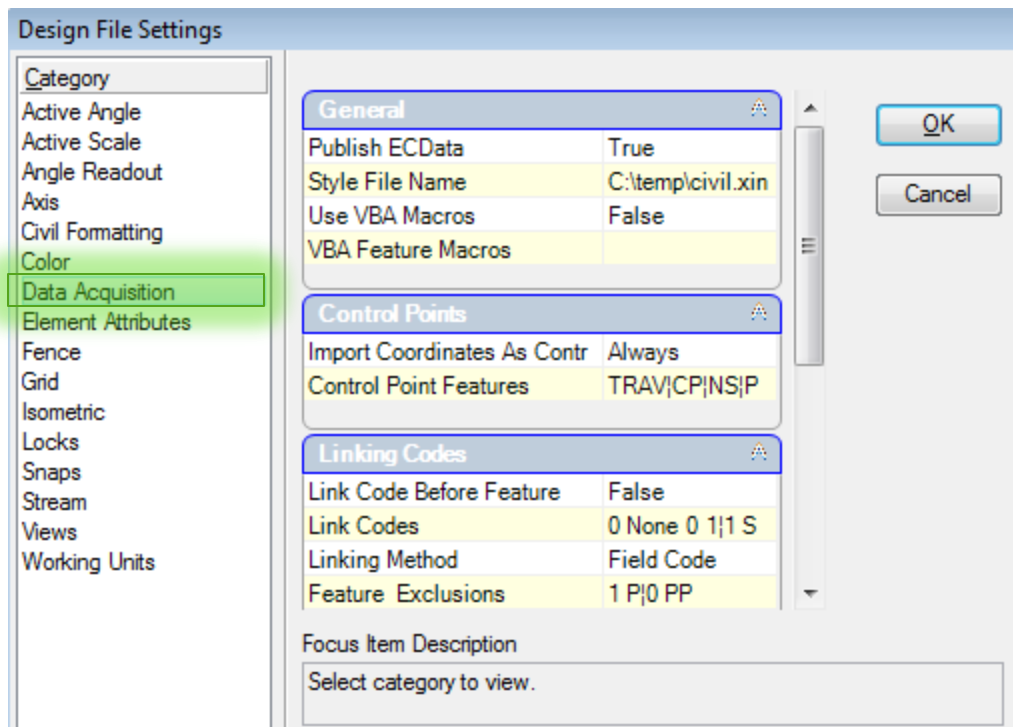 Design File Settings
Category
Active Angle
Active Scale
Angle Readout
Axis
Civil Formatting
Color
Data Acquisition
Element Attributes
Fence
Grid
Isometric
Locks
Snaps
Stream
Views
Working Units
General
Publish ECData True
Style File Name C:\temp\civil.xin
Use VBA Macros False
VBA Feature Macros
Control Points
Import Coordinates As Contr Always
Control Point Features TRAV¦CP¦NS¦P
Linking Codes
Link Code Before Feature False
Link Codes 0 None 0 1¦1 S
Linking Method Field Code
Feature Exclusions 1 P¦0 PP
OK
Cancel
Focus Item Description
Select category to view.